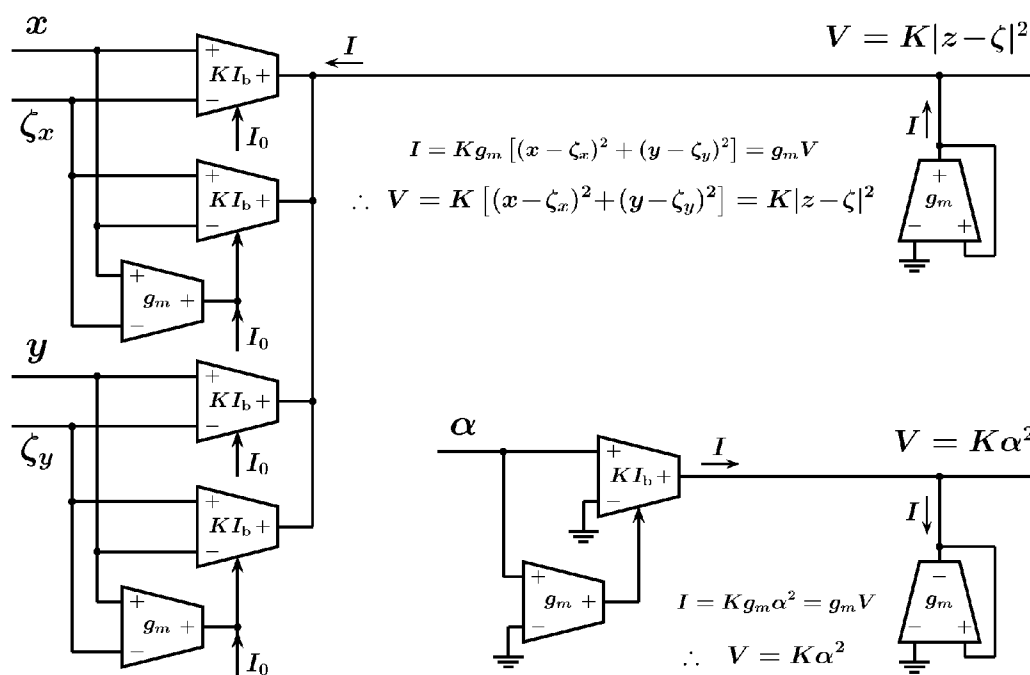 x
V = K|z−ζ|²
+
I
KI_b +
−
ζ_x
I_0
I
I = Kg_m [(x − ζ_x)² + (y − ζ_y)²] = g_m V
∴ V = K [(x−ζ_x)²+(y−ζ_y)²] = K|z−ζ|²
+
g_m
− +
+
KI_b +
−
+
g_m +
−
I_0
y
+
KI_b +
−
ζ_y
I_0
α
I
V = Kα²
+
KI_b +
−
+
KI_b +
−
I
+
g_m +
−
−
g_m
− +
+
g_m +
−
I_0
I = Kg_m α² = g_m V
∴ V = Kα²